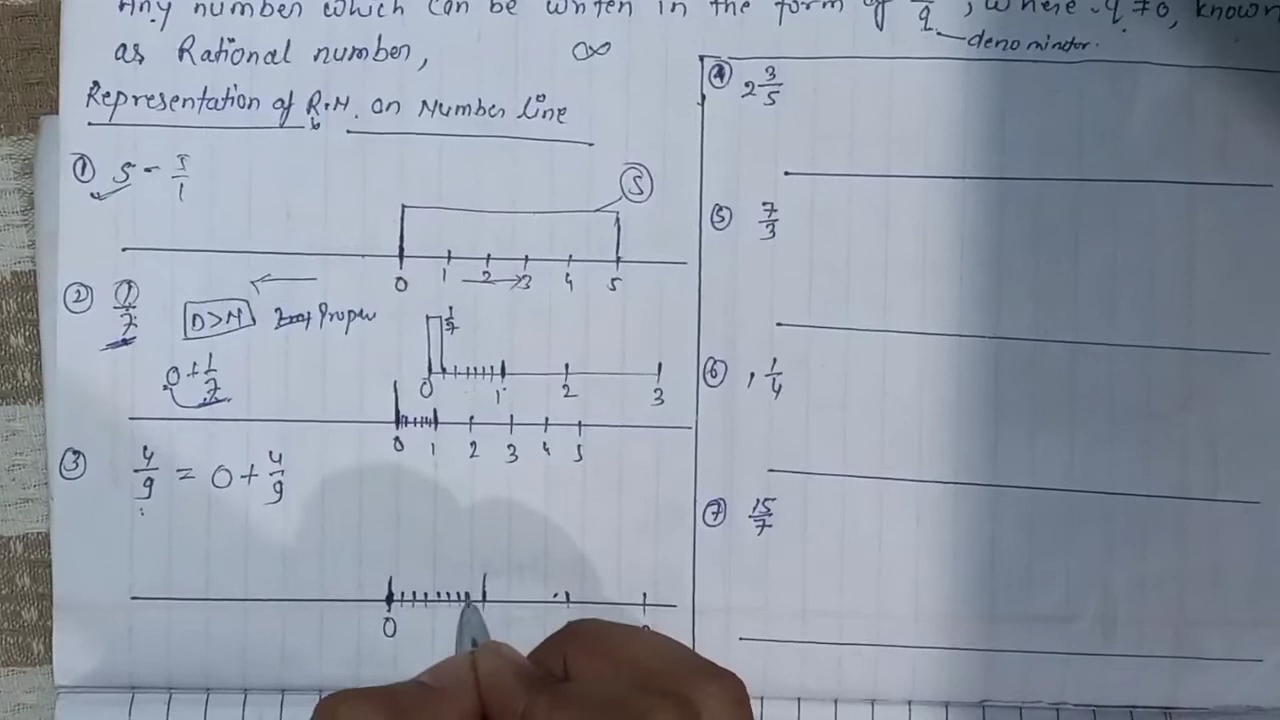 Any number which can be written in the form of /q, where q ≠ 0, known
denominator.
as Rational number, ∞
Representation of R.N. on Number line
① 5 - 5/1
⑤
0 1 2 → 3 4 5
② 1/7 D>N Proper
1/7
0 + 1/7
0 1 2 3
0 1 2 3 4 5
③ 4/9 = 0 + 4/9
0
④ 2 3/5
⑤ 7/3
⑥ , 1/4
⑦ 15/7